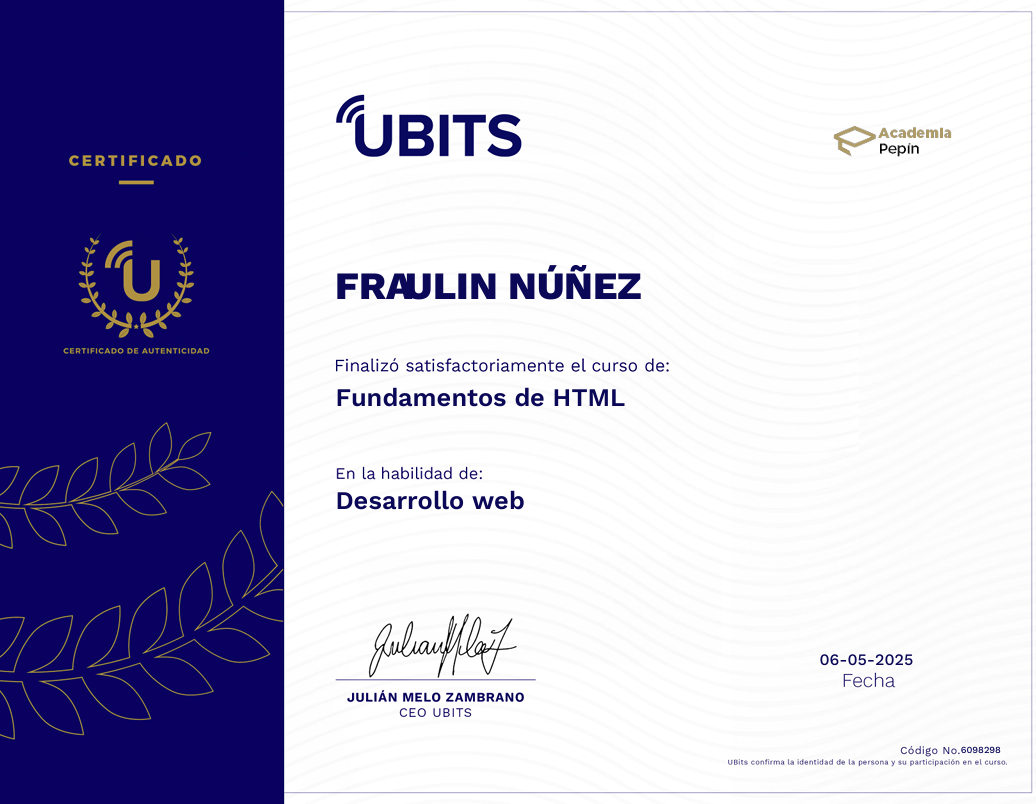 CERTIFICADO
U
CERTIFICADO DE AUTENTICIDAD
UBITS
Academia
Pepín
FRAULIN NÚÑEZ
Finalizó satisfactoriamente el curso de:
Fundamentos de HTML
En la habilidad de:
Desarrollo web
JULIÁN MELO ZAMBRANO
CEO UBITS
06-05-2025
Fecha
Código No.6098298
UBits confirma la identidad de la persona y su participación en el curso.